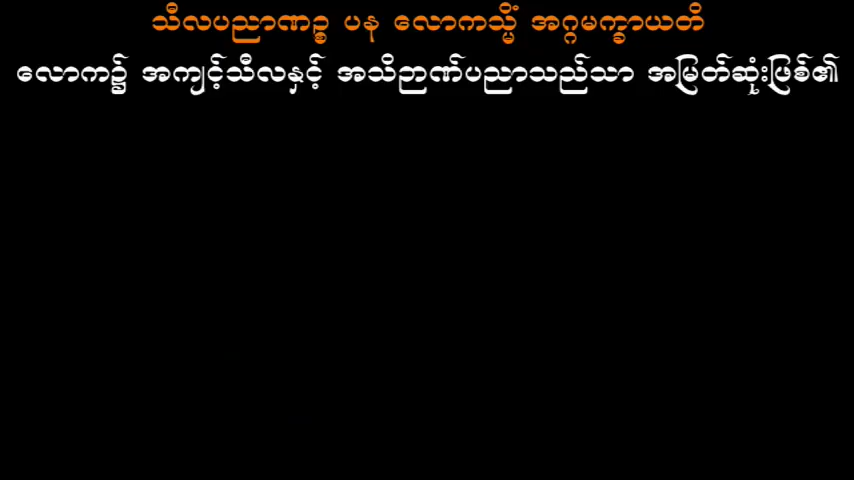 သီလပညာဏဉ္စ ပန လောကသ္မိံ အဂ္ဂမက္ခာယတိ
လောက၌ အကျင့်သီလနှင့် အသိဉာဏ်ပညာသည်သာ အမြတ်ဆုံးဖြစ်၏